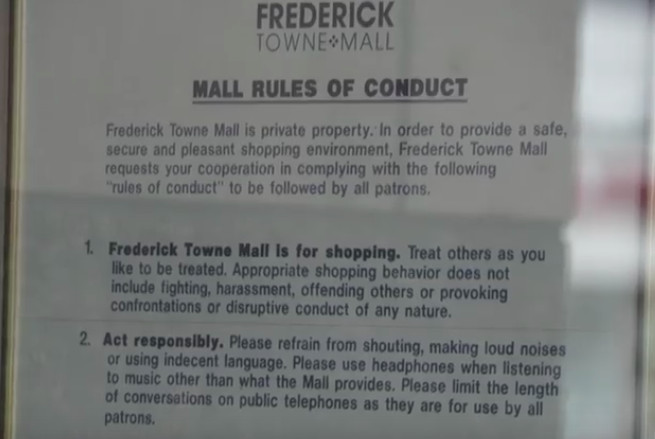 FREDERICK
TOWNE❖MALL
MALL RULES OF CONDUCT
Frederick Towne Mall is private property. In order to provide a safe,
secure and pleasant shopping environment, Frederick Towne Mall
requests your cooperation in complying with the following
"rules of conduct" to be followed by all patrons.
1. Frederick Towne Mall is for shopping. Treat others as you
like to be treated. Appropriate shopping behavior does not
include fighting, harassment, offending others or provoking
confrontations or disruptive conduct of any nature.
2. Act responsibly. Please refrain from shouting, making loud noises
or using indecent language. Please use headphones when listening
to music other than what the Mall provides. Please limit the length
of conversations on public telephones as they are for use by all
patrons.